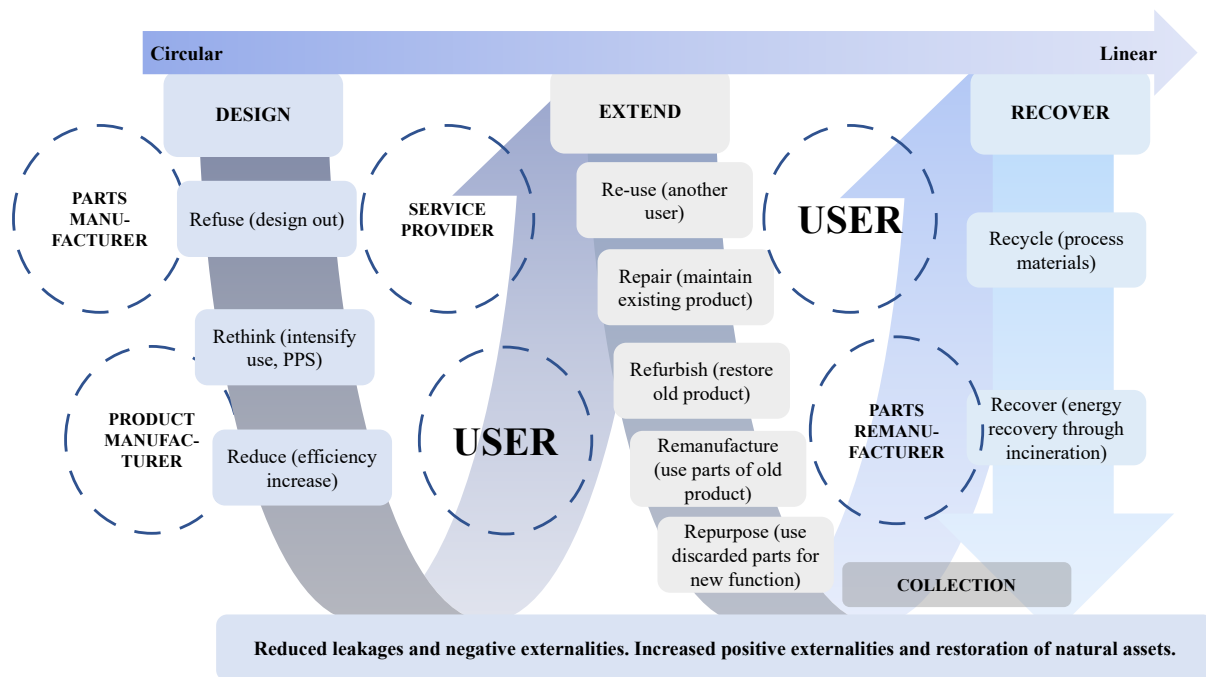 Circular
Linear
DESIGN
EXTEND
RECOVER
PARTS
MANU-
FACTURER
Refuse (design out)
SERVICE
PROVIDER
Re-use (another
user)
USER
Recycle (process
materials)
Repair (maintain
existing product)
Rethink (intensify
use, PPS)
Refurbish (restore
old product)
PRODUCT
MANUFAC-
TURER
Reduce (efficiency
increase)
USER
Remanufacture
(use parts of old
product)
PARTS
REMANU-
FACTURER
Recover (energy
recovery through
incineration)
Repurpose (use
discarded parts for
new function)
COLLECTION
Reduced leakages and negative externalities. Increased positive externalities and restoration of natural assets.